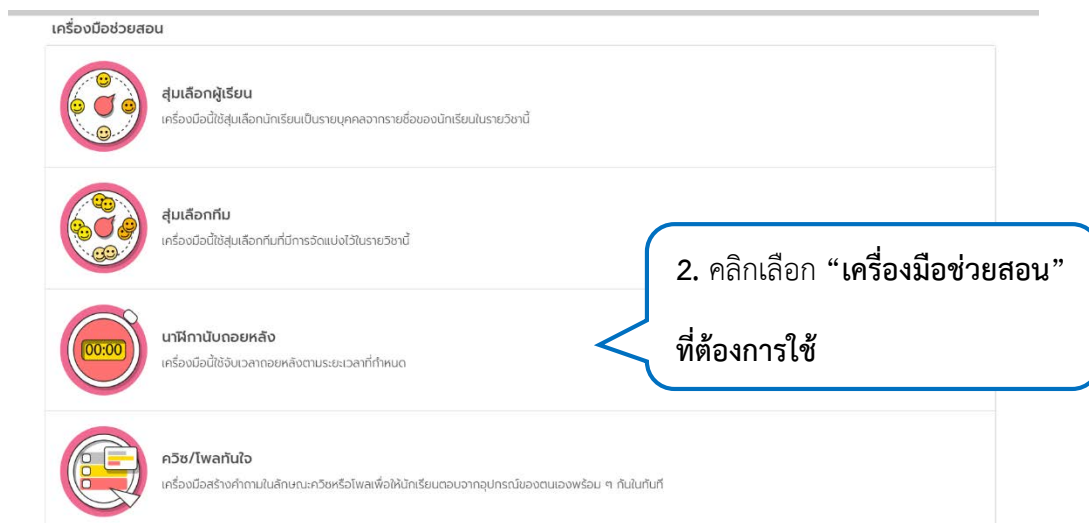 เครื่องมือช่วยสอน
สุ่มเลือกผู้เรียน
เครื่องมือนี้ใช้สุ่มเลือกนักเรียนเป็นรายบุคคลจากรายชื่อของนักเรียนในรายวิชานี้
สุ่มเลือกทีม
เครื่องมือนี้ใช้สุ่มเลือกทีมที่มีการจัดแบ่งไว้ในรายวิชานี้
2. คลิกเลือก “เครื่องมือช่วยสอน”
ที่ต้องการใช้
00:00
นาฬิกานับถอยหลัง
เครื่องมือนี้ใช้จับเวลาถอยหลังตามระยะเวลาที่กำหนด
ควิซ/โพลทันใจ
เครื่องมือสร้างคำถามในลักษณะควิซหรือโพลเพื่อให้นักเรียนตอบจากอุปกรณ์ของตนเองพร้อม ๆ กันในทันที